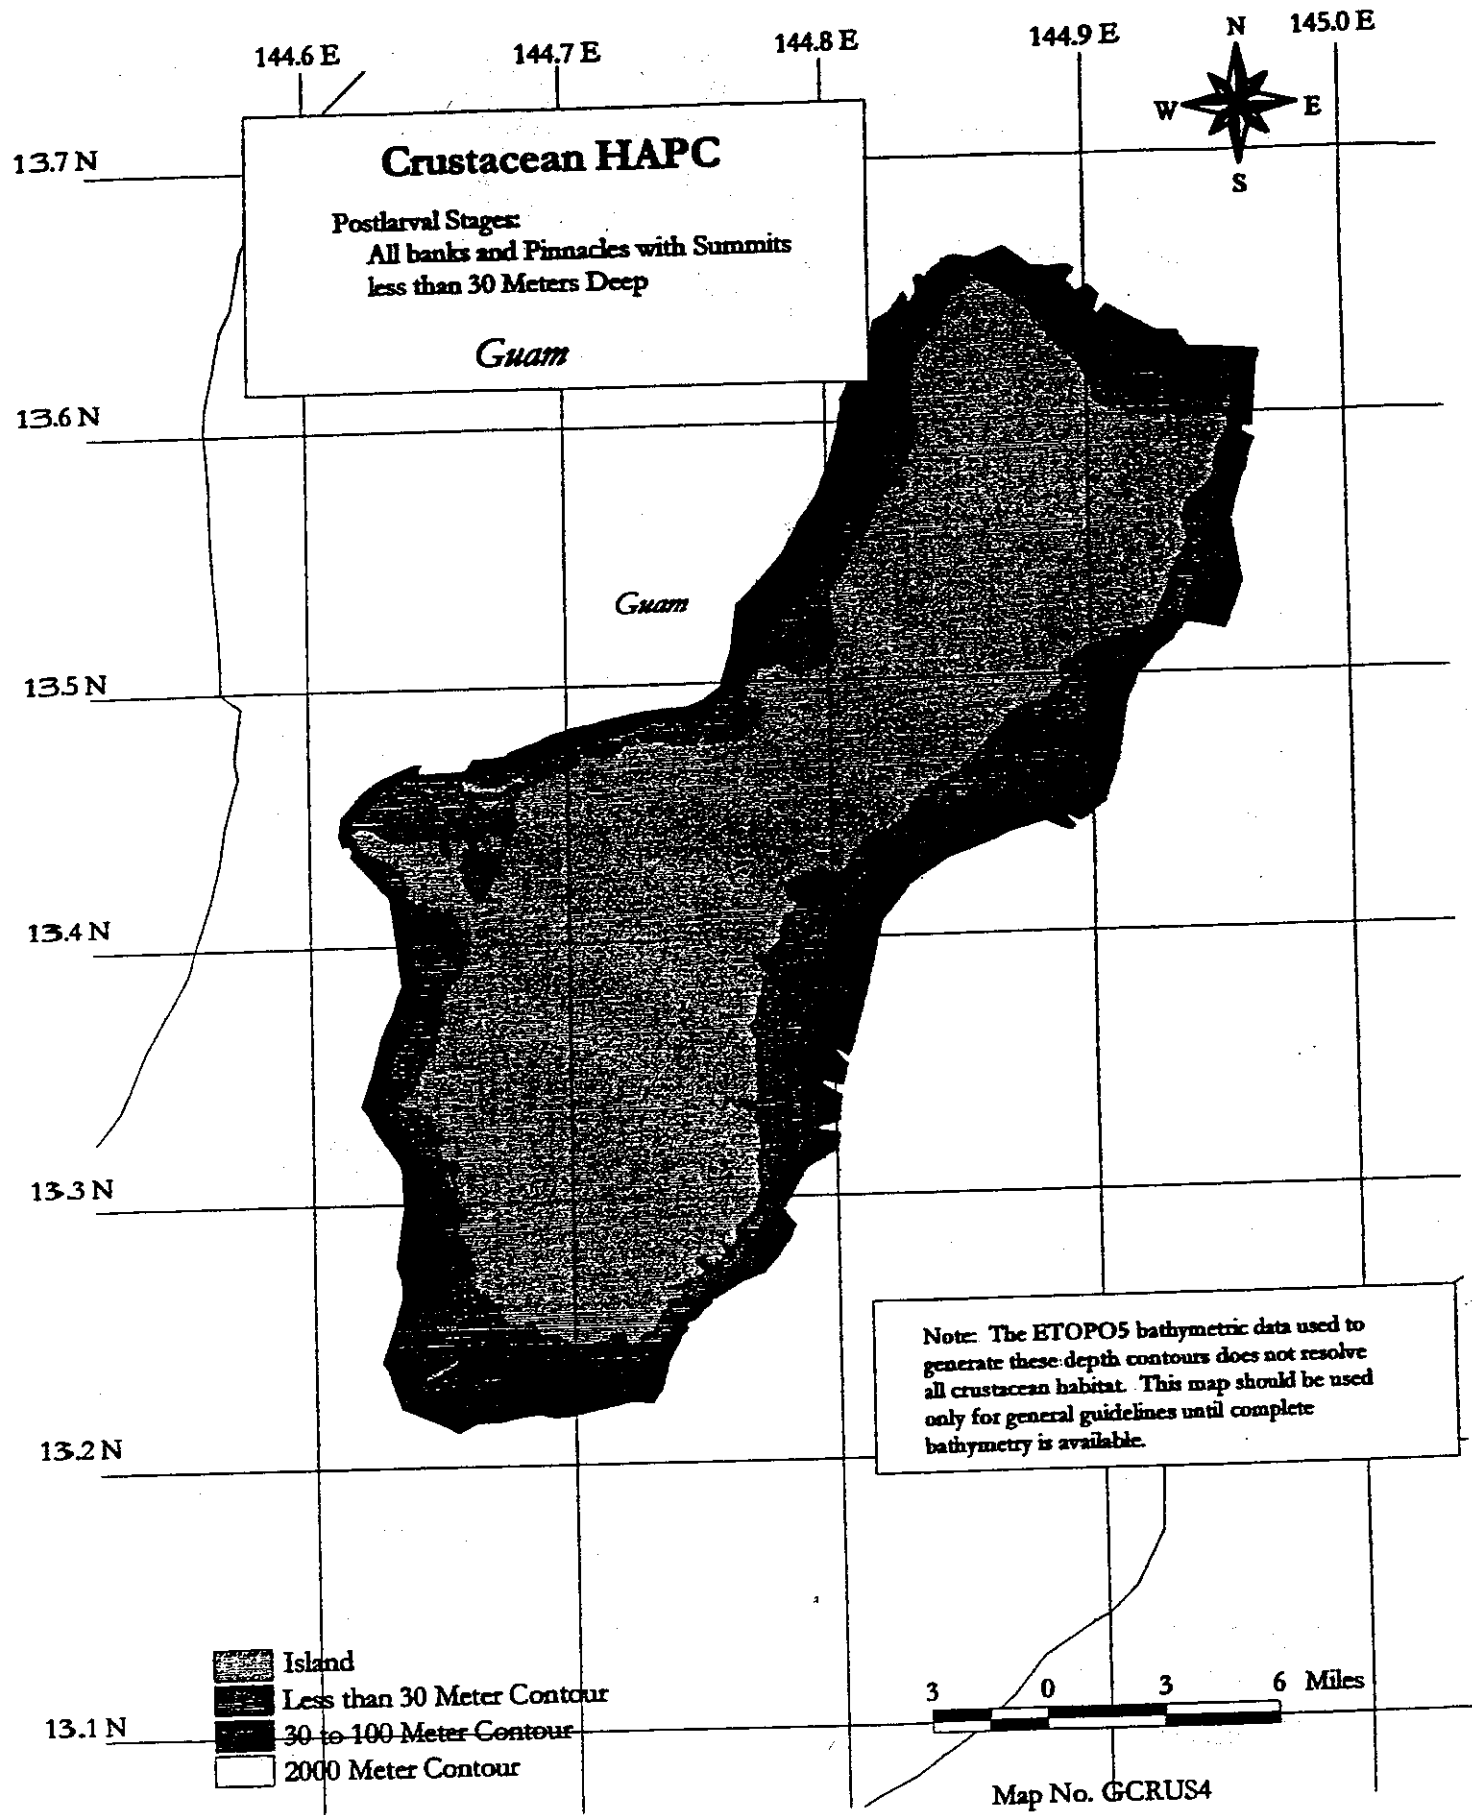 144.6 E
144.7 E
144.8 E
144.9 E
145.0 E
N
W
E
S
Crustacean HAPC
Postlarval Stages:
All banks and Pinnacles with Summits
less than 30 Meters Deep
Guam
13.7 N
13.6 N
Guam
13.5 N
13.4 N
13.3 N
Note: The ETOPO5 bathymetric data used to
generate these depth contours does not resolve
all crustacean habitat. This map should be used
only for general guidelines until complete
bathymetry is available.
13.2 N
Island
Less than 30 Meter Contour
30 to 100 Meter Contour
2000 Meter Contour
13.1 N
3 0 3 6 Miles
Map No. GCRUS4